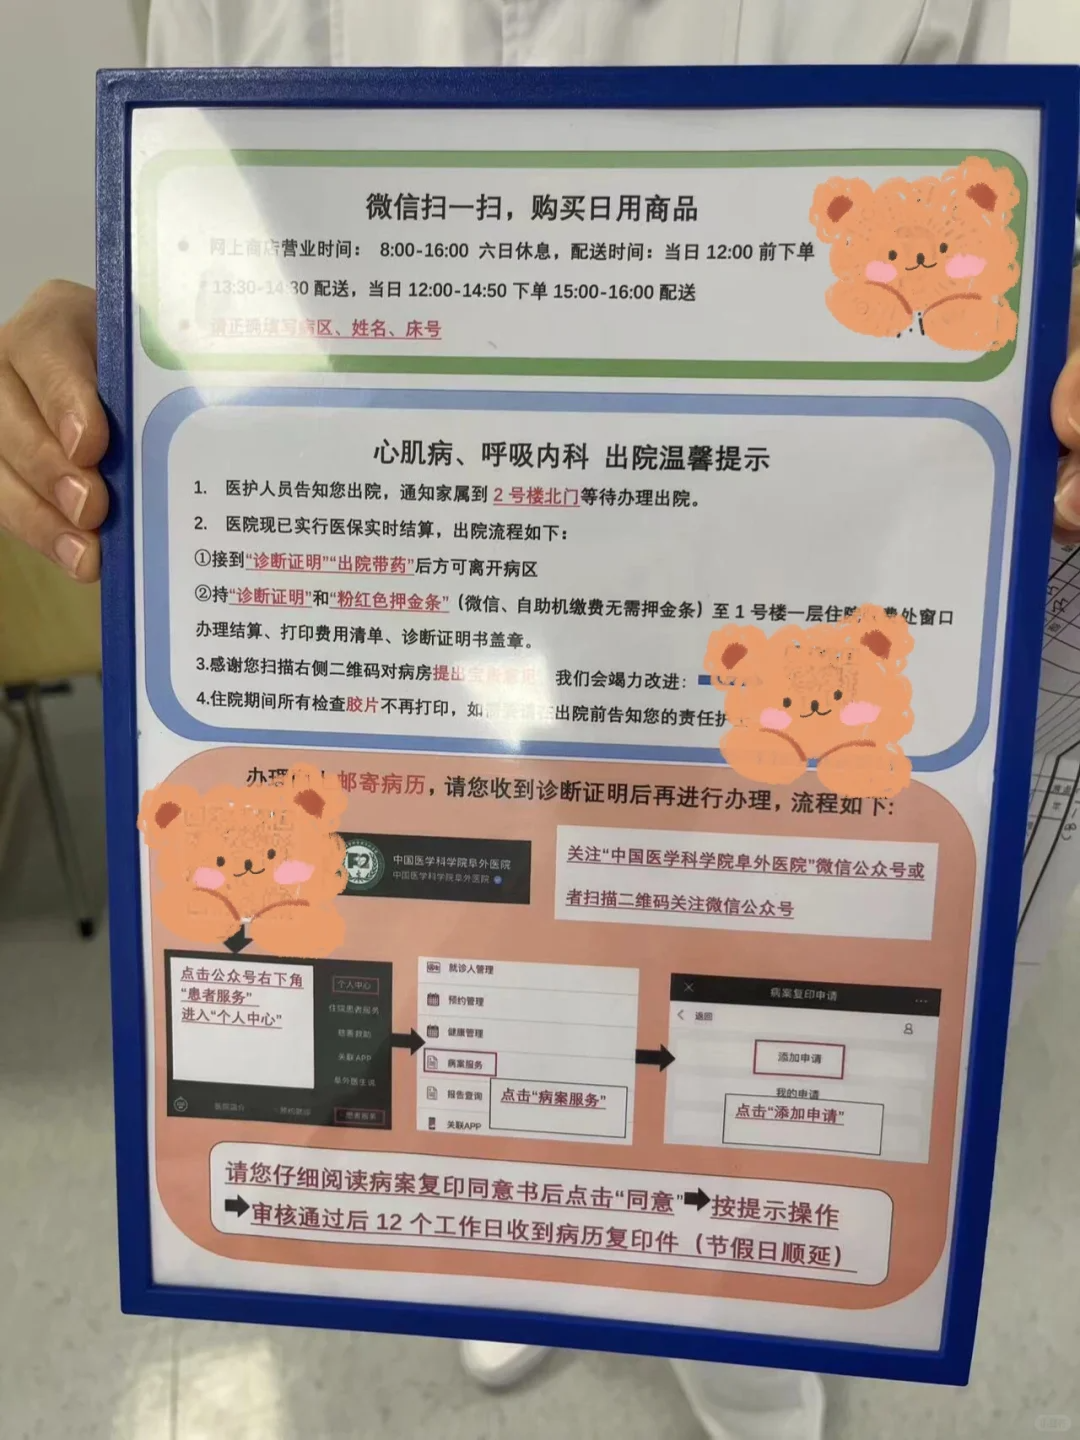 微信扫一扫，购买日用商品
网上商店营业时间： 8:00-16:00 六日休息，配送时间：当日 12:00 前下单
13:30-14:30 配送，当日 12:00-14:50 下单 15:00-16:00 配送
请正确填写病区、姓名、床号
心肌病、呼吸内科 出院温馨提示
1. 医护人员告知您出院，通知家属到 2 号楼北门等待办理出院。
2. 医院现已实行医保实时结算，出院流程如下：
①接到“诊断证明”“出院带药”后方可离开病区
②持“诊断证明”和“粉红色押金条”（微信、自助机缴费无需押金条）至 1 号楼一层住院 费处窗口
办理结算、打印费用清单、诊断证明书盖章。
3.感谢您扫描右侧二维码对病房提出宝贵意见 我们会竭力改进：
4.住院期间所有检查胶片不再打印，如需要请在出院前告知您的责任护
办理 邮寄病历，请您收到诊断证明后再进行办理，流程如下:
中国医学科学院阜外医院
中国医学科学院阜外医院
关注“中国医学科学院阜外医院”微信公众号或
者扫描二维码关注微信公众号
点击公众号右下角
“患者服务”
进入“个人中心”
个人中心
住院患者服务
慈善救助
关联APP
阜外医生说
医院简介
预约就诊
患者服务
就诊人管理
预约管理
健康管理
病案服务
报告查询
关联APP
点击“病案服务”
病案复印申请
返回
添加申请
我的申请
点击“添加申请”
请您仔细阅读病案复印同意书后点击“同意”➡按提示操作
➡审核通过后 12 个工作日收到病历复印件（节假日顺延）